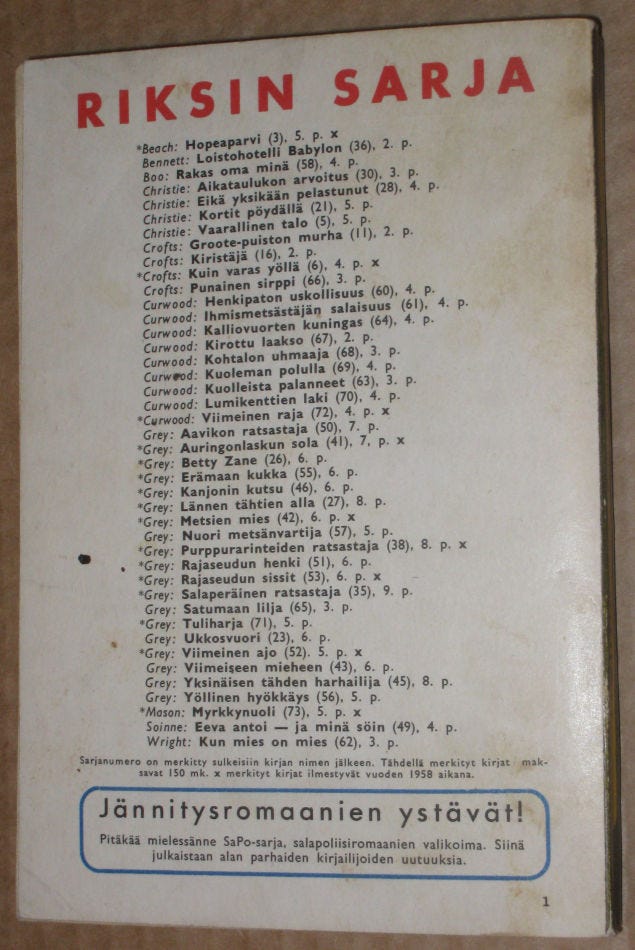 RIKSIN SARJA
*Beach: Hopeaparvi (3), 5. p. x
Bennett: Loistohotelli Babylon (36), 2. p.
Boo: Rakas oma minä (58), 4. p.
Christie: Aikataulukon arvoitus (30), 3. p.
Christie: Eikä yksikään pelastunut (28), 4. p.
Christie: Kortit pöydällä (21), 5. p.
Christie: Vaarallinen talo (5), 5. p.
Crofts: Groote-puiston murha (11), 2. p.
Crofts: Kiristäjä (16), 2. p.
*Crofts: Kuin varas yöllä (6), 4. p. x
Crofts: Punainen sirppi (66), 3. p.
Curwood: Henkipaton uskollisuus (60), 4. p.
Curwood: Ihmismetsästäjän salaisuus (61), 4. p.
Curwood: Kalliovuorten kuningas (64), 4. p.
Curwood: Kirottu laakso (67), 2. p.
Curwood: Kohtalon uhmaaja (68), 3. p.
Curwood: Kuoleman polulla (69), 4. p.
Curwood: Kuolleista palanneet (63), 3. p.
Curwood: Lumikenttien laki (70), 4. p.
*Curwood: Viimeinen raja (72), 4. p. x
Grey: Aavikon ratsastaja (50), 7. p.
*Grey: Auringonlaskun sola (41), 7, p. x
*Grey: Betty Zane (26), 6. p.
*Grey: Erämaan kukka (55), 6. p.
*Grey: Kanjonin kutsu (46), 6. p.
*Grey: Lännen tähtien alla (27), 8. p.
*Grey: Metsien mies (42), 6. p. x
Grey: Nuori metsänvartija (57), 5. p.
*Grey: Purppurarinteiden ratsastaja (38), 8. p. x
*Grey: Rajaseudun henki (51), 6. p.
*Grey: Rajaseudun sissit (53), 6. p. x
*Grey: Salaperäinen ratsastaja (35), 9. p.
Grey: Satumaan lilja (65), 3. p.
*Grey: Tuliharja (71), 5. p.
Grey: Ukkosvuori (23), 6. p.
*Grey: Viimeinen ajo (52). 5. p. x
Grey: Viimeiseen mieheen (43), 6. p.
Grey: Yksinäisen tähden harhailija (45), 8. p.
Grey: Yöllinen hyökkäys (56), 5. p.
*Mason: Myrkkynuoli (73), 5. p. x
Soinne: Eeva antoi — ja minä söin (49), 4. p.
Wright: Kun mies on mies (62), 3. p.
Sarjanumero on merkitty sulkeisiin kirjan nimen jälkeen. Tähdellä merkityt kirjat mak-
savat 150 mk. x merkityt kirjat ilmestyvät vuoden 1958 aikana.
Jännitysromaanien ystävät!
Pitäkää mielessänne SaPo-sarja, salapoliisiromaanien valikoima. Siinä
julkaistaan alan parhaiden kirjailijoiden uutuuksia.
1